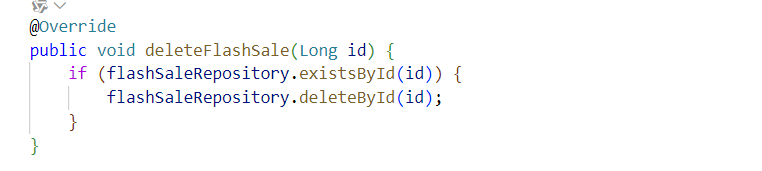 @Override
public void deleteFlashSale(Long id) {
    if (flashSaleRepository.existsById(id)) {
        flashSaleRepository.deleteById(id);
    }
}